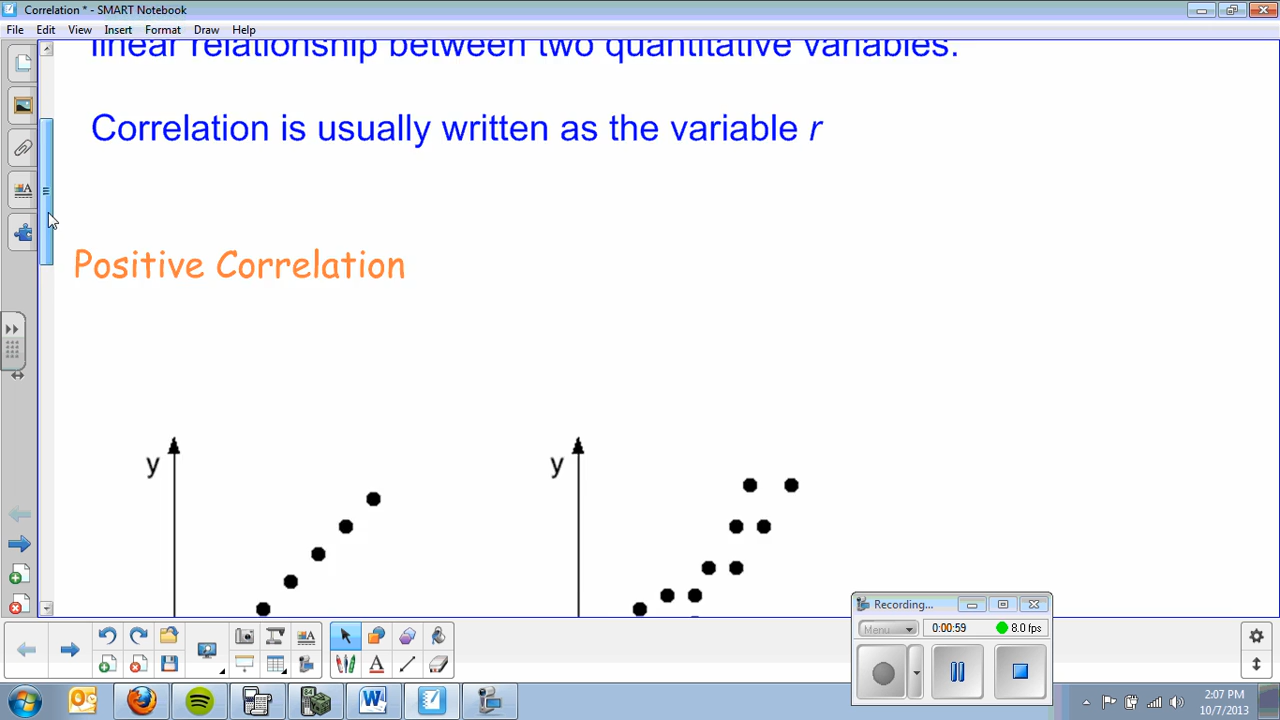 Correlation * - SMART Notebook
File Edit View Insert Format Draw Help
linear relationship between two quantitative variables.
Correlation is usually written as the variable r
Positive Correlation
y
y
Recording...
Menu
0:00:59
8.0 fps
2:07 PM
10/7/2013